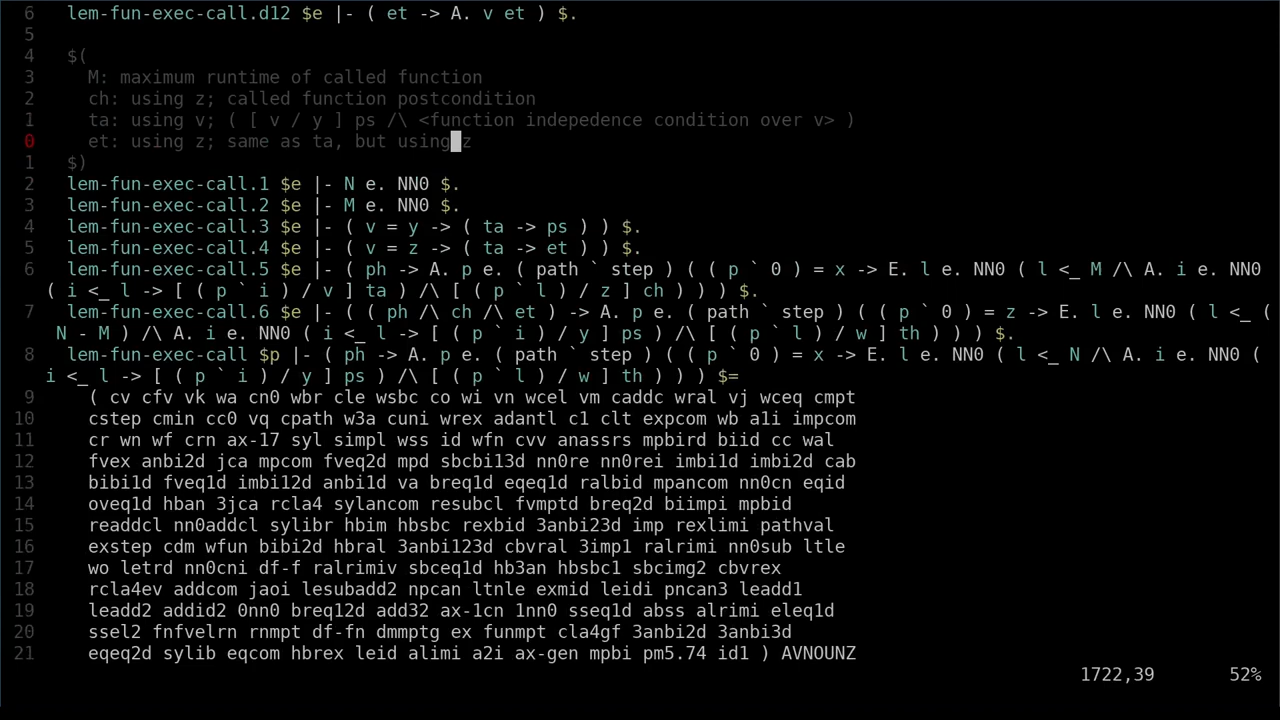 6   lem-fun-exec-call.d12 $e |- ( et -> A. v et ) $.
5
4   $(
3     M: maximum runtime of called function
2     ch: using z; called function postcondition
1     ta: using v; ( [ v / y ] ps /\ <function indepedence condition over v> )
0     et: using z; same as ta, but using z
1   $)
2   lem-fun-exec-call.1 $e |- N e. NN0 $.
3   lem-fun-exec-call.2 $e |- M e. NN0 $.
4   lem-fun-exec-call.3 $e |- ( v = y -> ( ta -> ps ) ) $.
5   lem-fun-exec-call.4 $e |- ( v = z -> ( ta -> et ) ) $.
6   lem-fun-exec-call.5 $e |- ( ph -> A. p e. ( path ` step ) ( ( p ` 0 ) = x -> E. l e. NN0 ( l <_ M /\ A. i e. NN0
( i <_ l -> [ ( p ` i ) / v ] ta ) /\ [ ( p ` l ) / z ] ch ) ) ) $.
7   lem-fun-exec-call.6 $e |- ( ( ph /\ ch /\ et ) -> A. p e. ( path ` step ) ( ( p ` 0 ) = z -> E. l e. NN0 ( l <_ (
N - M ) /\ A. i e. NN0 ( i <_ l -> [ ( p ` i ) / y ] ps ) /\ [ ( p ` l ) / w ] th ) ) ) $.
8   lem-fun-exec-call $p |- ( ph -> A. p e. ( path ` step ) ( ( p ` 0 ) = x -> E. l e. NN0 ( l <_ N /\ A. i e. NN0 (
i <_ l -> [ ( p ` i ) / y ] ps ) /\ [ ( p ` l ) / w ] th ) ) ) $=
9     ( cv cfv vk wa cn0 wbr cle wsbc co wi vn wcel vm caddc wral vj wceq cmpt
10     cstep cmin cc0 vq cpath w3a cuni wrex adantl c1 clt expcom wb a1i impcom
11     cr wn wf crn ax-17 syl simpl wss id wfn cvv anassrs mpbird biid cc wal
12     fvex anbi2d jca mpcom fveq2d mpd sbcbi13d nn0re nn0rei imbi1d imbi2d cab
13     bibi1d fveq1d imbi12d anbi1d va breq1d eqeq1d ralbid mpancom nn0cn eqid
14     oveq1d hban 3jca rcla4 sylancom resubcl fvmptd breq2d biimpi mpbid
15     readdcl nn0addcl sylibr hbim hbsbc rexbid 3anbi23d imp rexlimi pathval
16     exstep cdm wfun bibi2d hbral 3anbi123d cbvral 3imp1 ralrimi nn0sub ltle
17     wo letrd nn0cni df-f ralrimiv sbceq1d hb3an hbsbc1 sbcimg2 cbvrex
18     rcla4ev addcom jaoi lesubadd2 npcan ltnle exmid leidi pncan3 leadd1
19     leadd2 addid2 0nn0 breq12d add32 ax-1cn 1nn0 sseq1d abss alrimi eleq1d
20     ssel2 fnfvelrn rnmpt df-fn dmmptg ex funmpt cla4gf 3anbi2d 3anbi3d
21     eqeq2d sylib eqcom hbrex leid alimi a2i ax-gen mpbi pm5.74 id1 ) AVNOUNZ
1722,39   52%